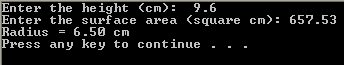 Enter the height (cm):  9.6
Enter the surface area (square cm): 657.53
Radius = 6.50 cm
Press any key to continue . . .